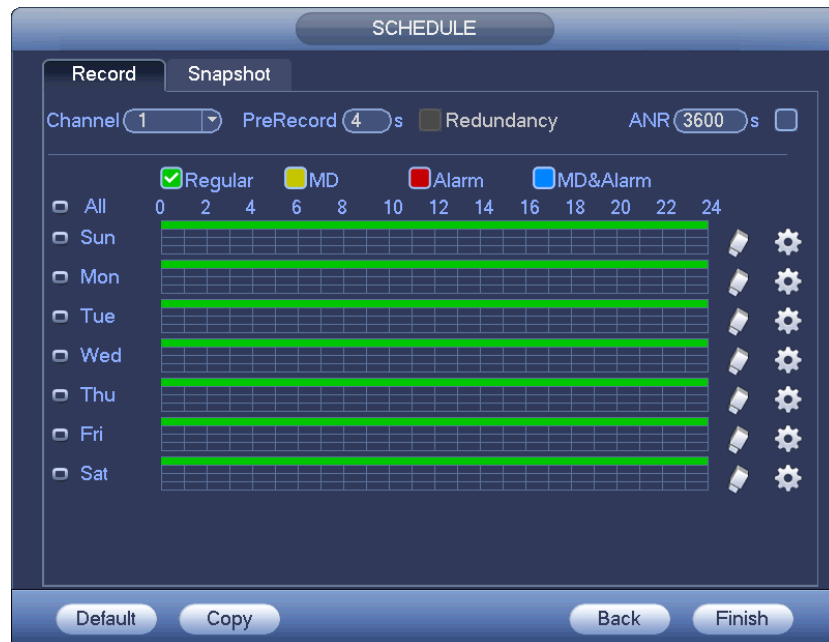 SCHEDULE
Record Snapshot
Channel 1 PreRecord 4 s Redundancy ANR 3600 s
Regular MD Alarm MD&Alarm
All 0 2 4 6 8 10 12 14 16 18 20 22 24
Sun
Mon
Tue
Wed
Thu
Fri
Sat
Default Copy Back Finish